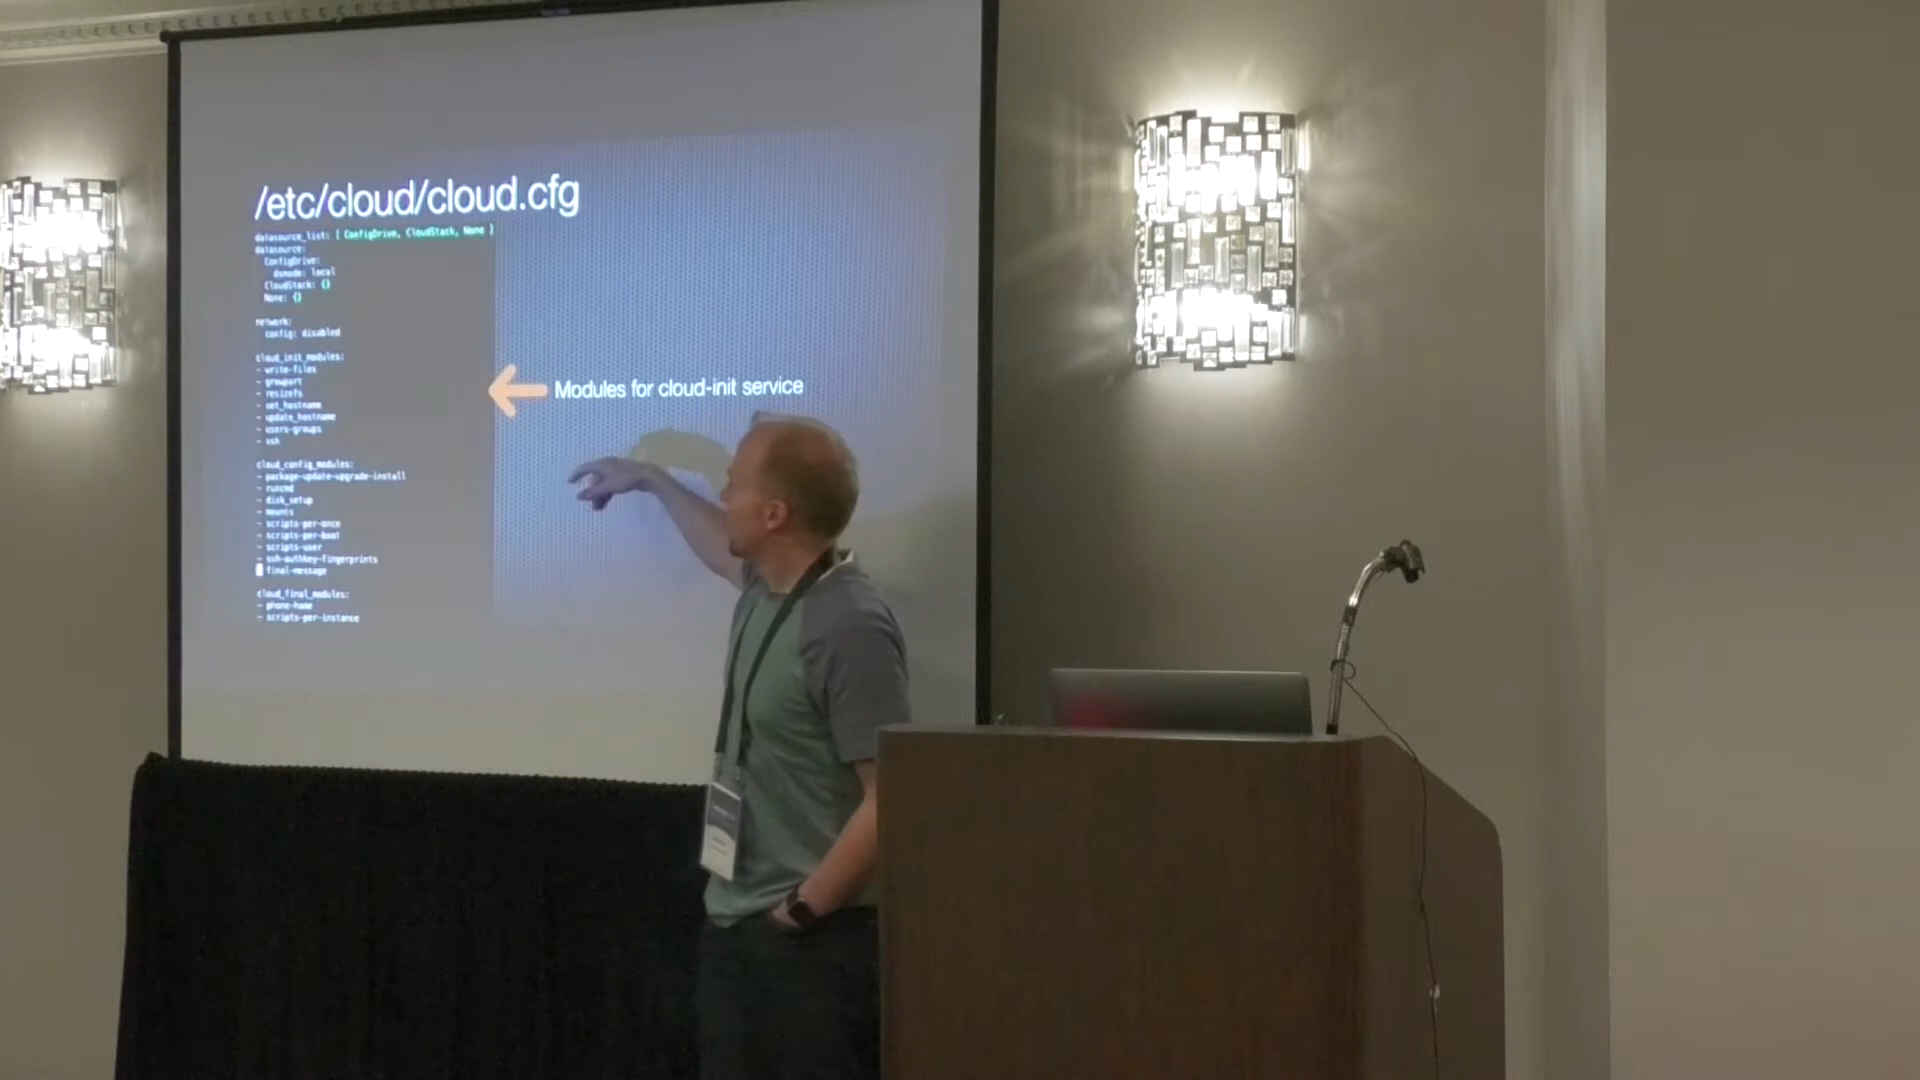 /etc/cloud/cloud.cfg
datasource_list: [ ConfigDrive, CloudStack, None ]
datasource:
  ConfigDrive:
    dsmode: local
  CloudStack: {}
  None: {}
network:
  config: disabled
cloud_init_modules:
- write-files
- growpart
- resizefs
- set_hostname
- update_hostname
- users-groups
- ssh
Modules for cloud-init service
cloud_config_modules:
- package-update-upgrade-install
- runcmd
- disk_setup
- mounts
- scripts-per-once
- scripts-per-boot
- scripts-user
- ssh-authkey-fingerprints
final-message
cloud_final_modules:
- phone-home
- scripts-per-instance